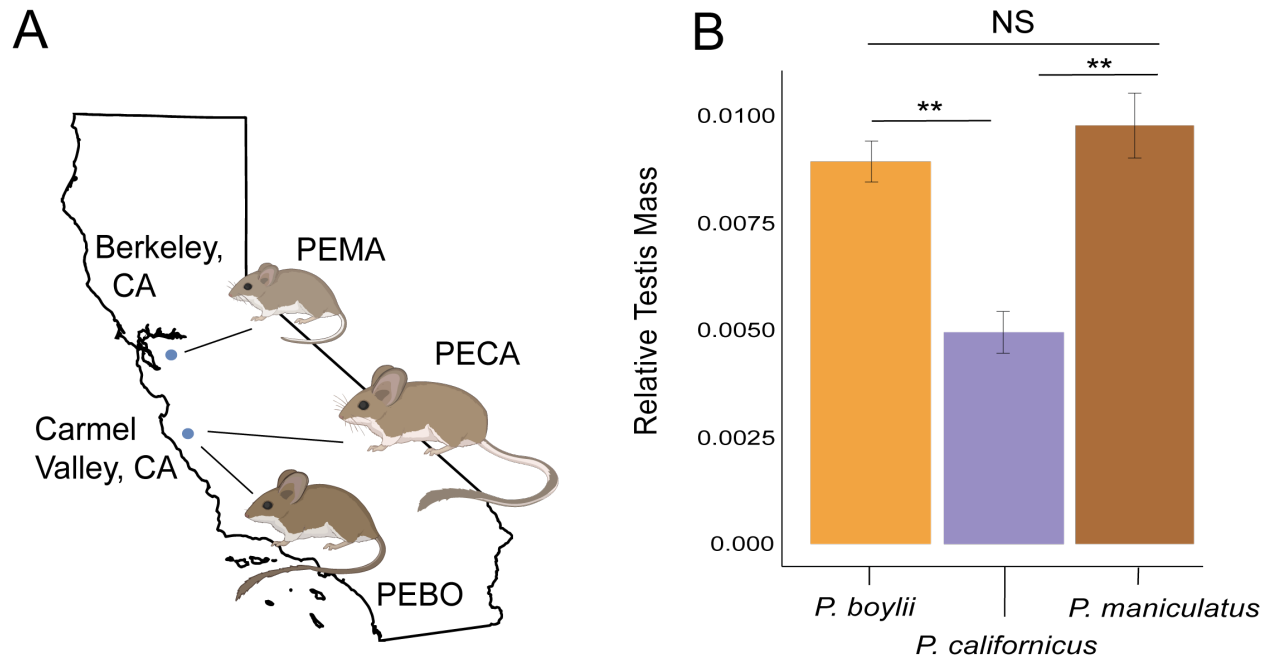 A
Berkeley,
CA
PEMA
PECA
Carmel
Valley, CA
PEBO
B
NS
**
**
Relative Testis Mass
0.0100
0.0075
0.0050
0.0025
0.000
P. boylii
P. californicus
P. maniculatus